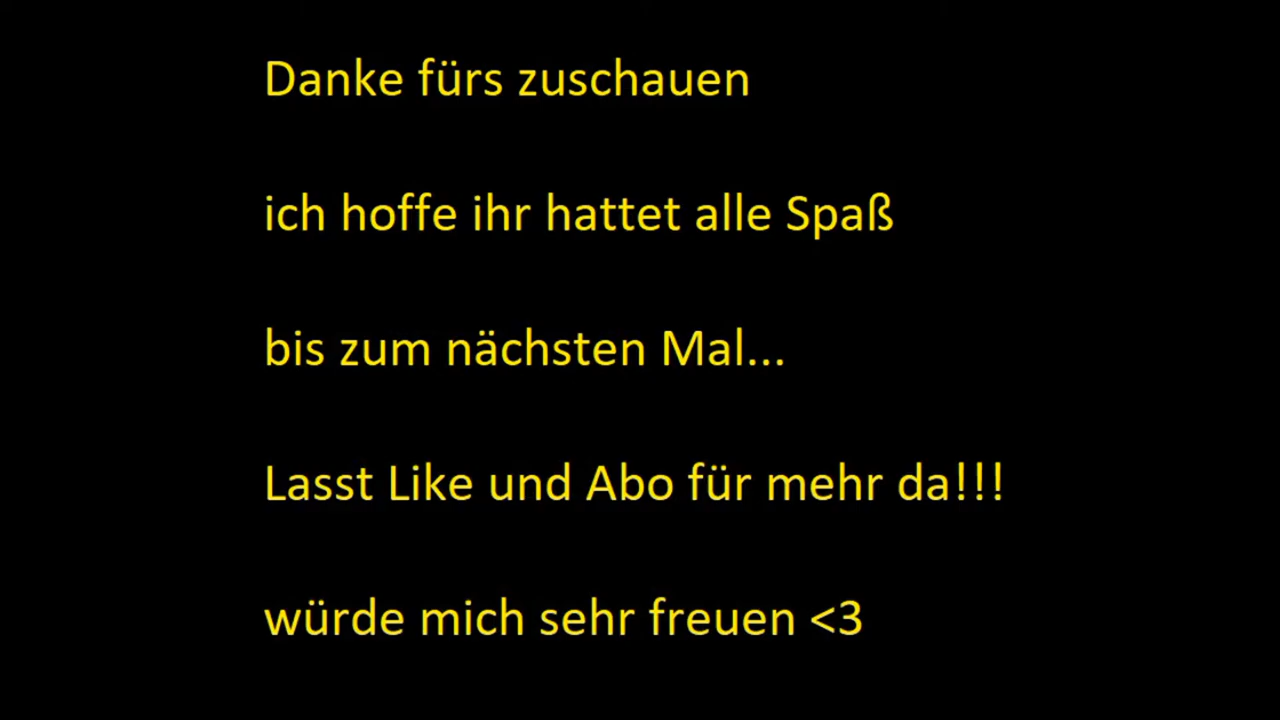 Danke fürs zuschauen
ich hoffe ihr hattet alle Spaß
bis zum nächsten Mal...
Lasst Like und Abo für mehr da!!!
würde mich sehr freuen <3